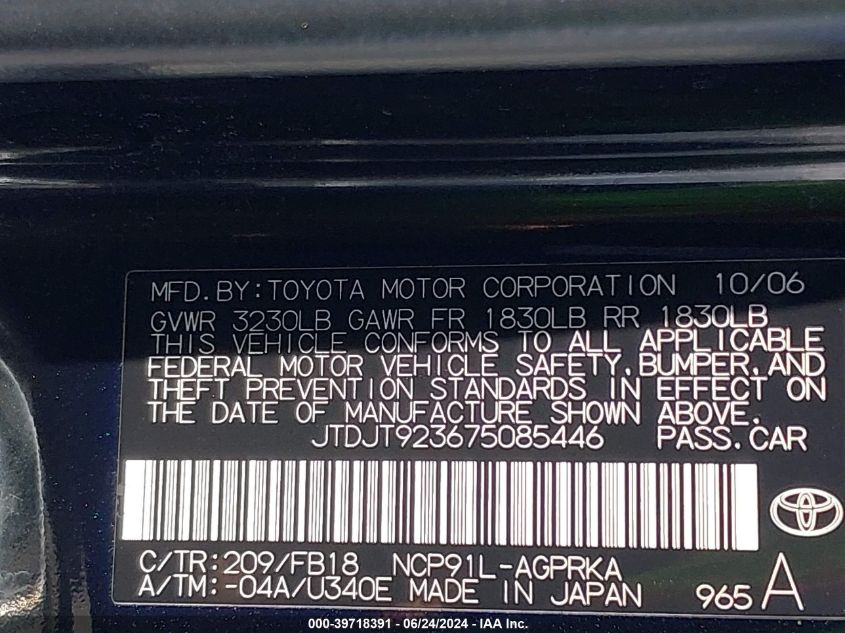 MFD.BY:TOYOTA MOTOR CORPORATION 10/06
GVWR 3230LB GAWR FR 1830LB RR 1830LB
THIS VEHICLE CONFORMS TO ALL APPLICABLE
FEDERAL MOTOR VEHICLE SAFETY,BUMPER,AND
THEFT PREVENTION STANDARDS IN EFFECT ON
THE DATE OF MANUFACTURE SHOWN ABOVE.
JTDJT923675085446 PASS.CAR
C/TR:209/FB18 NCP91L-AGPRKA
A/TM:-04A/U340E MADE IN JAPAN 965 A
000-39718391 - 06/24/2024 - IAA Inc.